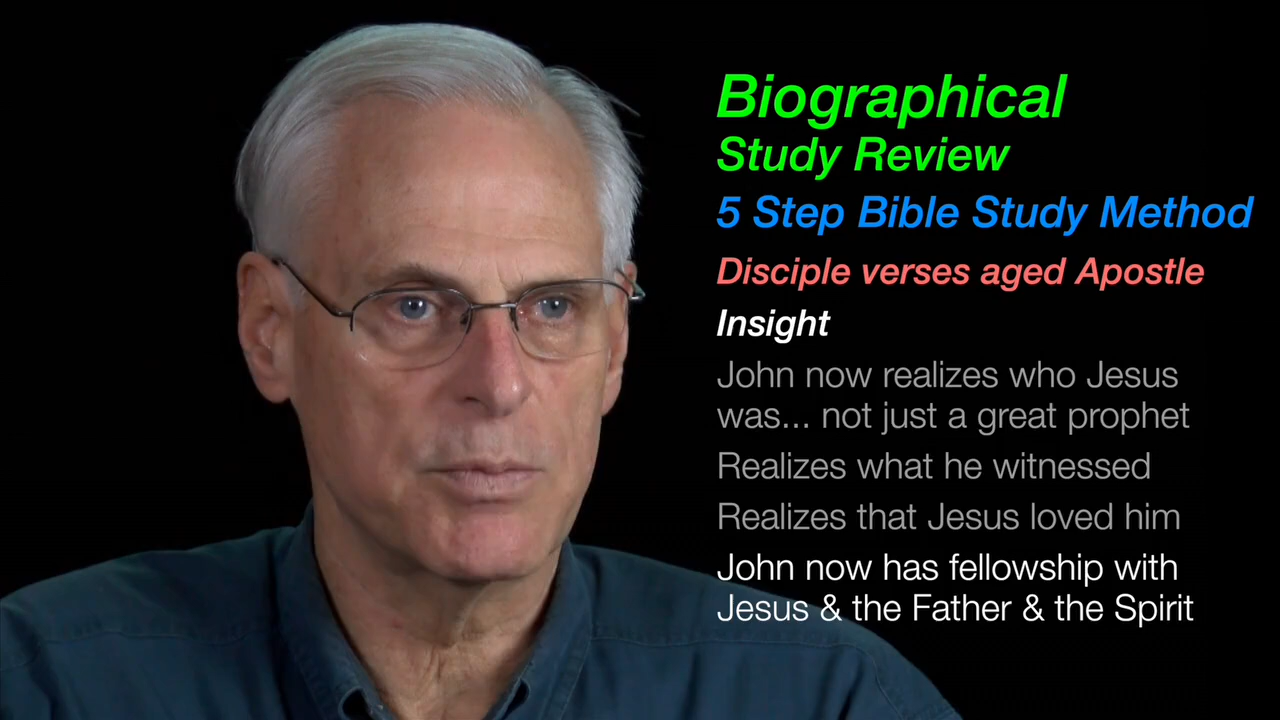 Biographical
Study Review
5 Step Bible Study Method
Disciple verses aged Apostle
Insight
John now realizes who Jesus
was... not just a great prophet
Realizes what he witnessed
Realizes that Jesus loved him
John now has fellowship with
Jesus & the Father & the Spirit